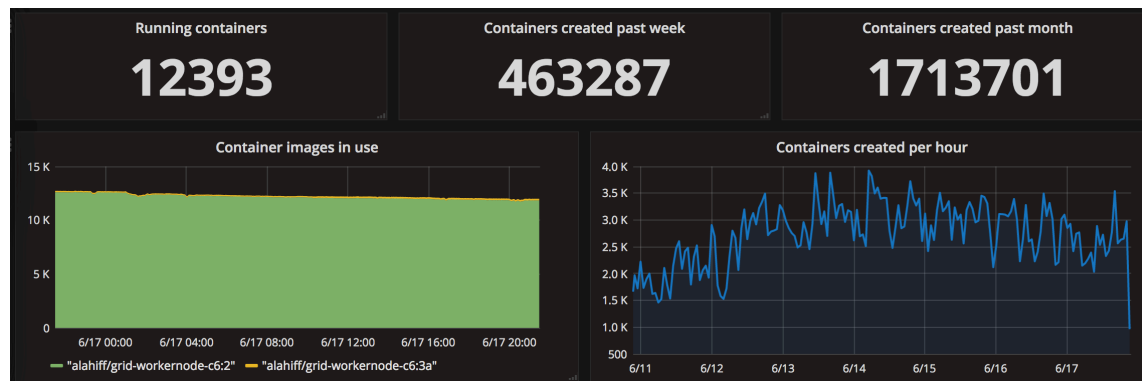 Running containers
12393
Containers created past week
463287
Containers created past month
1713701
Container images in use
15 K
10 K
5 K
0
6/17 00:00 6/17 04:00 6/17 08:00 6/17 12:00 6/17 16:00 6/17 20:00
"alahiff/grid-workernode-c6:2" "alahiff/grid-workernode-c6:3a"
Containers created per hour
4.0 K
3.5 K
3.0 K
2.5 K
2.0 K
1.5 K
1.0 K
500
6/11 6/12 6/13 6/14 6/15 6/16 6/17